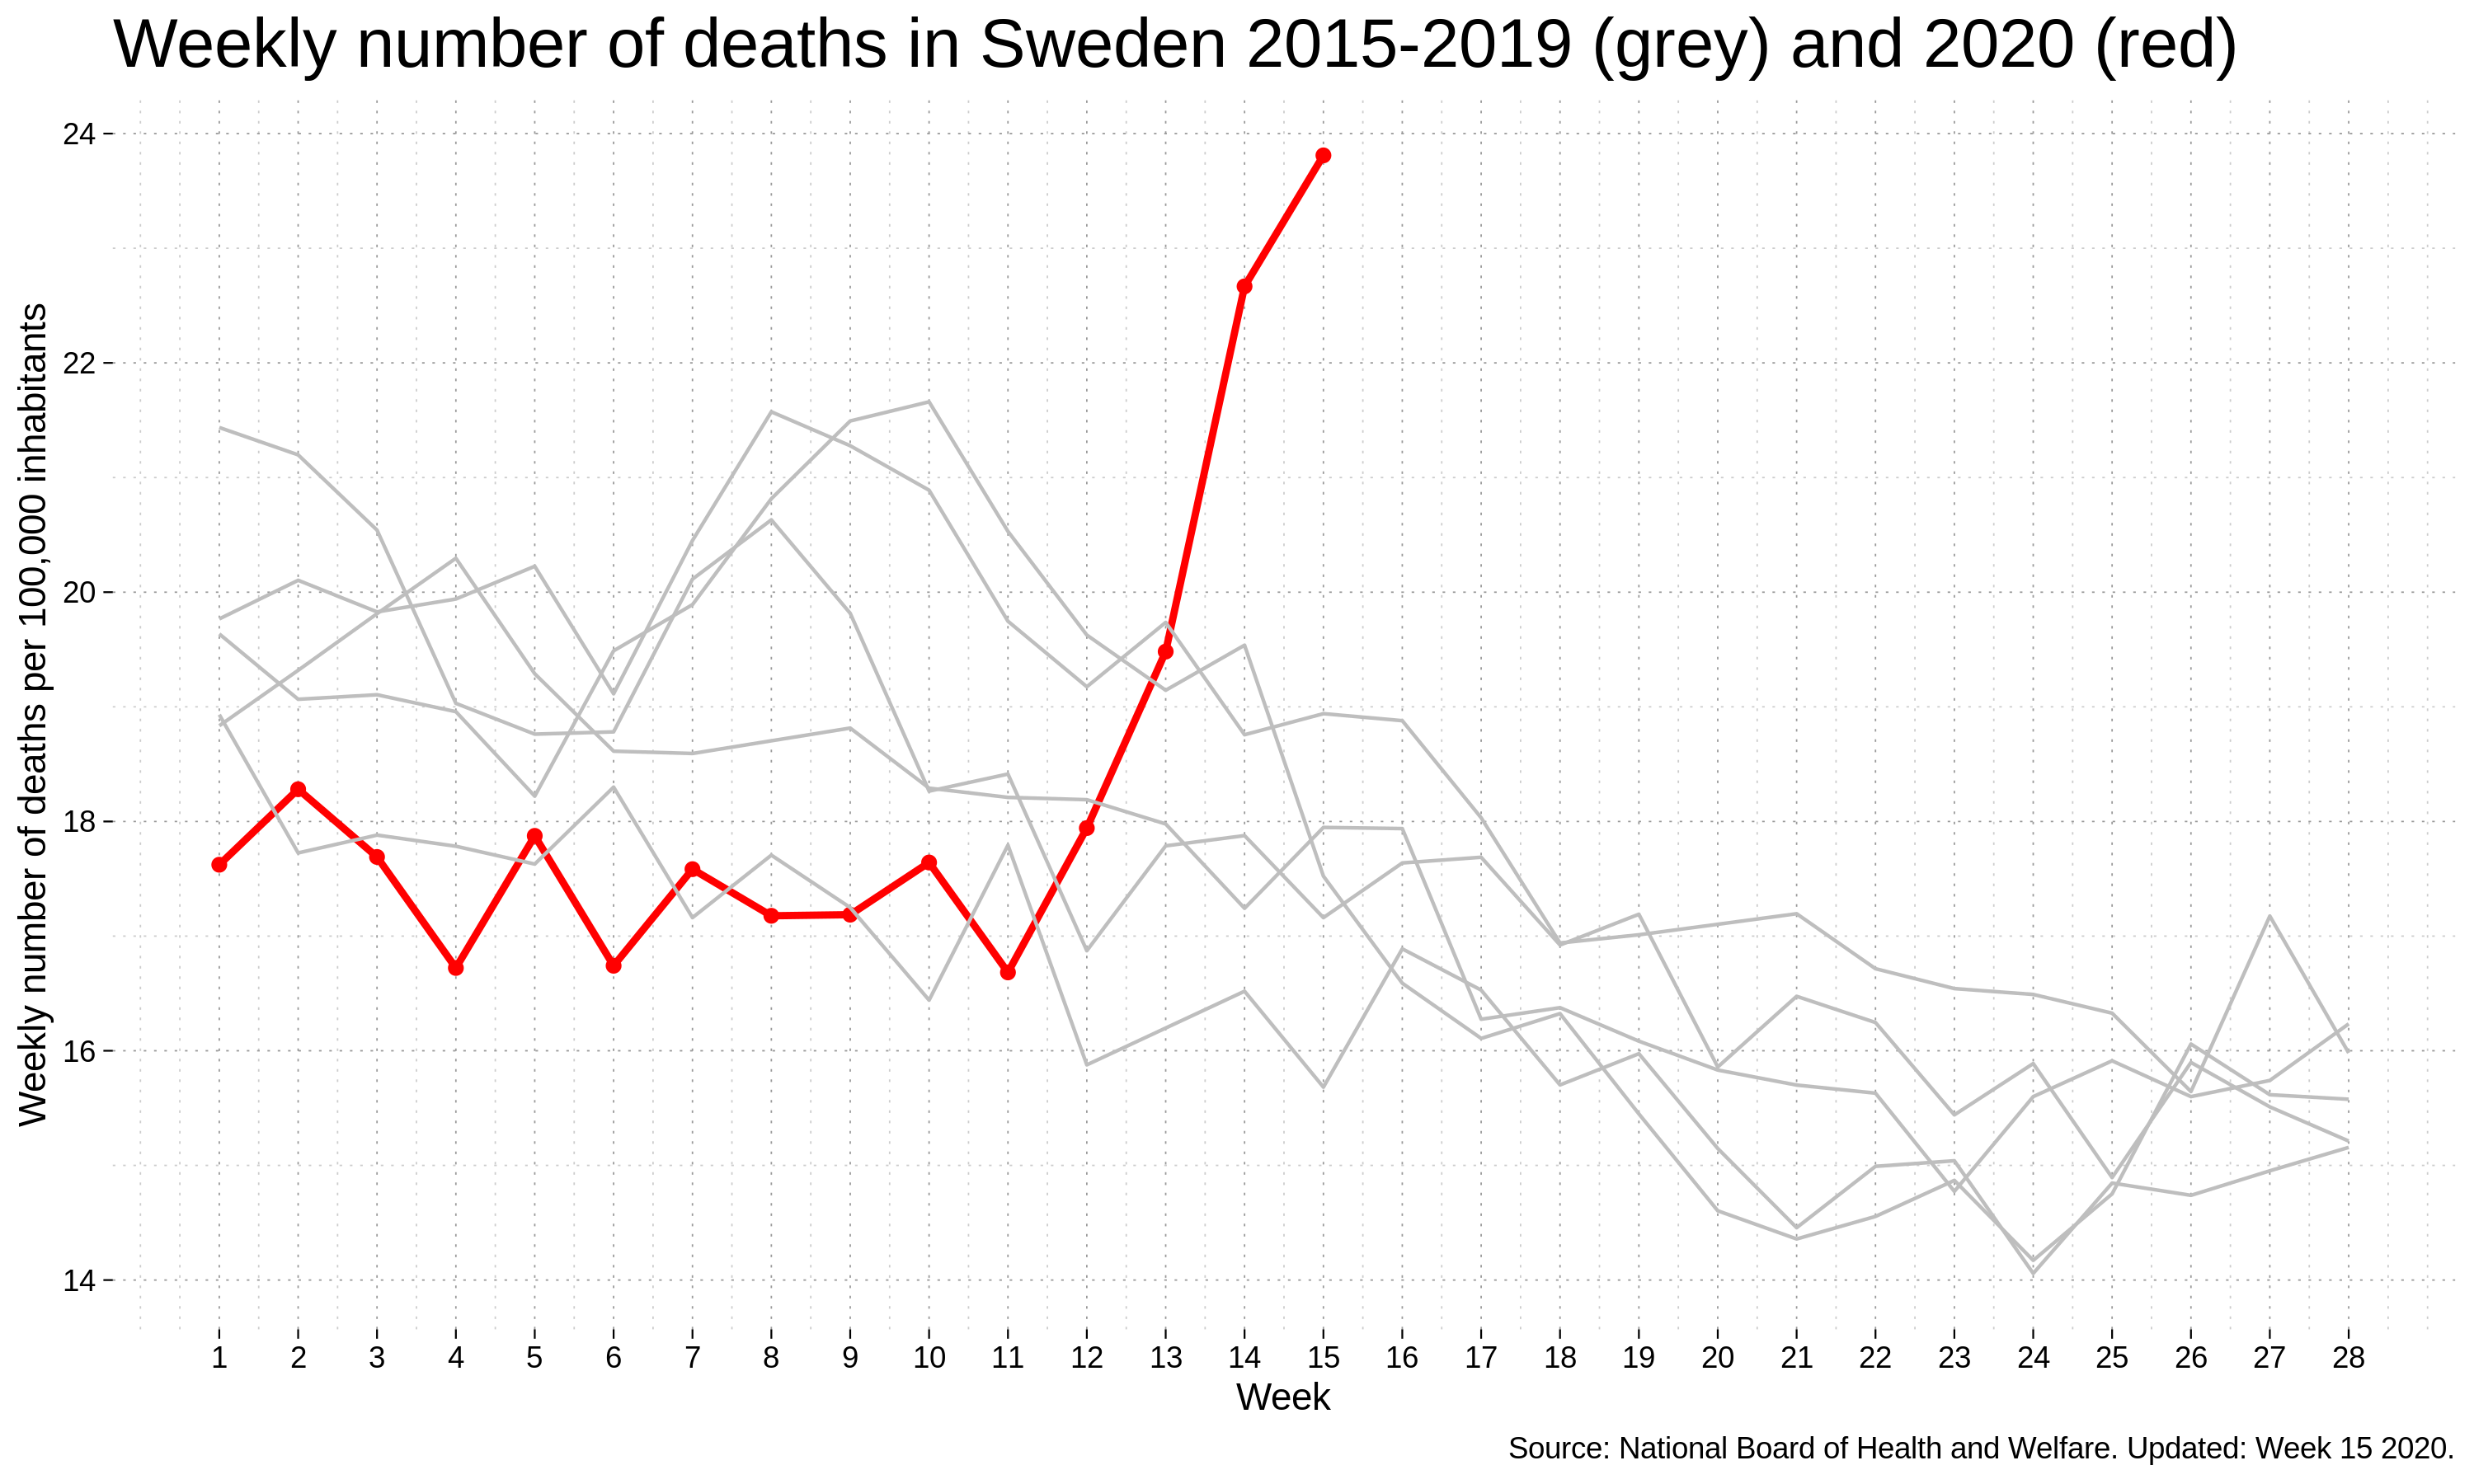 Weekly number of deaths in Sweden 2015-2019 (grey) and 2020 (red)
Weekly number of deaths per 100,000 inhabitants
24
22
20
18
16
14
1 2 3 4 5 6 7 8 9 10 11 12 13 14 15 16 17 18 19 20 21 22 23 24 25 26 27 28
Week
Source: National Board of Health and Welfare. Updated: Week 15 2020.